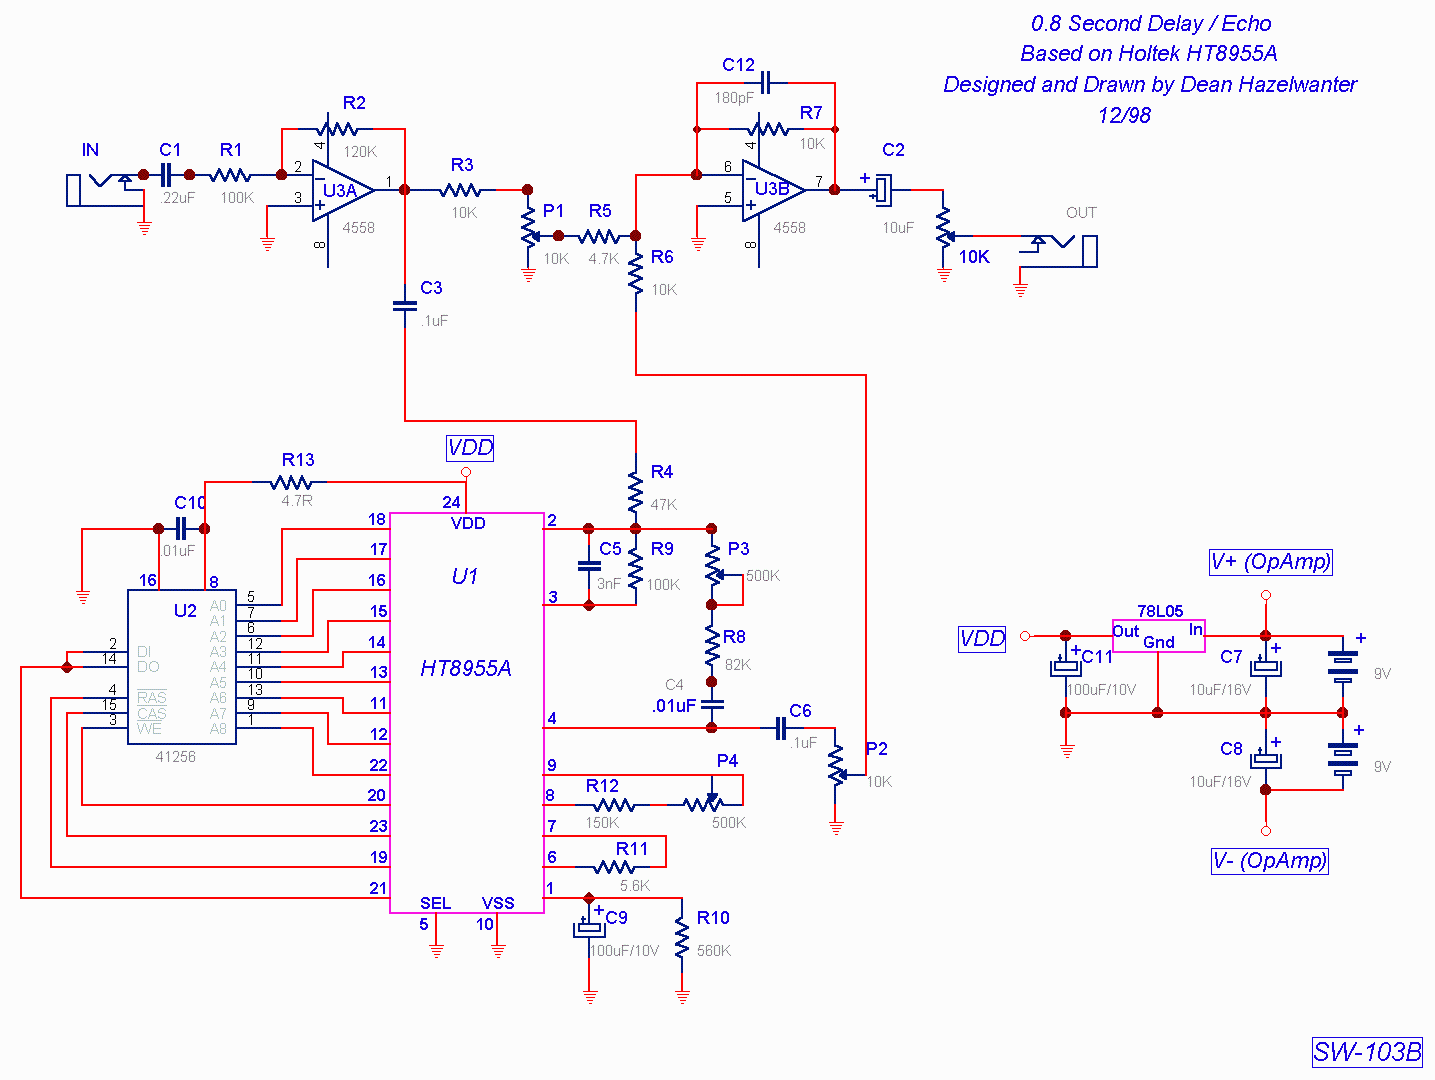 0.8 Second Delay / Echo
Based on Holtek HT8955A
Designed and Drawn by Dean Hazelwanter
12/98
IN
C1
.22uF
R1
100K
R2
120K
4
2
3
1
U3A
8
4558
R3
10K
P1
10K
R5
4.7K
R6
10K
C12
180pF
R7
10K
4
6
5
7
U3B
8
4558
C2
+
10uF
10K
OUT
C3
.1uF
VDD
R13
4.7R
C10
.01uF
24
VDD
R4
47K
18
17
16
15
14
13
11
12
22
20
23
19
21
U1
HT8955A
2
3
4
9
8
7
6
1
SEL
VSS
5
10
16
8
U2
A0
A1
A2
A3
A4
A5
A6
A7
A8
5
7
6
12
11
10
13
9
1
2
14
4
15
3
DI
DO
RAS
CAS
WE
41256
C5
3nF
R9
100K
P3
500K
R8
82K
C4
.01uF
C6
.1uF
P2
10K
P4
500K
R12
150K
R11
5.6K
+
C9
100uF/10V
R10
560K
V+ (OpAmp)
VDD
78L05
Out
In
Gnd
+
C11
100uF/10V
C7
+
10uF/16V
+
9V
C8
+
10uF/16V
+
9V
V- (OpAmp)
SW-103B